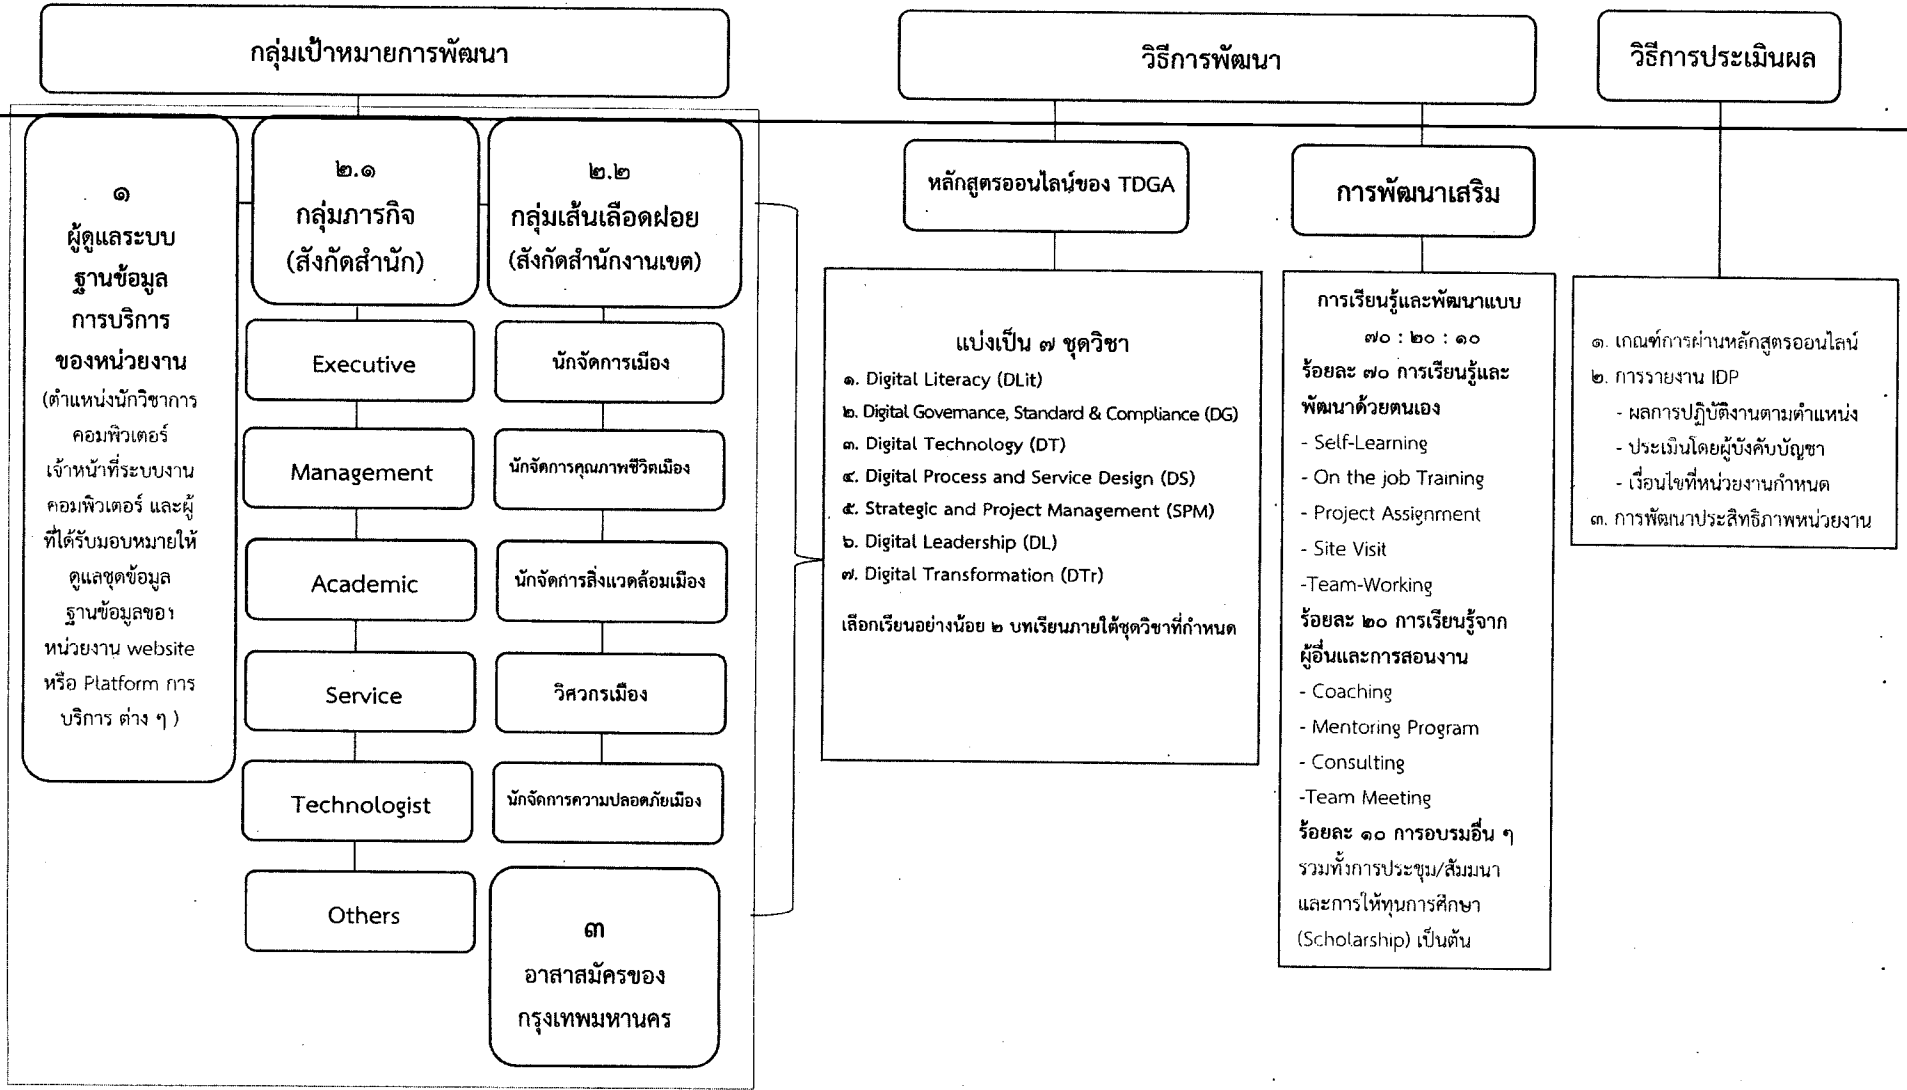 กลุ่มเป้าหมายการพัฒนา
วิธีการพัฒนา
วิธีการประเมินผล
๑
ผู้ดูแลระบบ
ฐานข้อมูล
การบริการ
ของหน่วยงาน
(ตำแหน่งนักวิชาการ
คอมพิวเตอร์
เจ้าหน้าที่ระบบงาน
คอมพิวเตอร์ และผู้
ที่ได้รับมอบหมายให้
ดูแลชุดข้อมูล
ฐานข้อมูลของ
หน่วยงาน website
หรือ Platform การ
บริการ ต่าง ๆ )
๒.๑
กลุ่มภารกิจ
(สังกัดสำนัก)
Executive
Management
Academic
Service
Technologist
Others
๒.๒
กลุ่มเส้นเลือดฝอย
(สังกัดสำนักงานเขต)
นักจัดการเมือง
นักจัดการคุณภาพชีวิตเมือง
นักจัดการสิ่งแวดล้อมเมือง
วิศวกรเมือง
นักจัดการความปลอดภัยเมือง
๓
อาสาสมัครของ
กรุงเทพมหานคร
หลักสูตรออนไลน์ของ TDGA
แบ่งเป็น ๗ ชุดวิชา
๑. Digital Literacy (DLit)
๒. Digital Governance, Standard & Compliance (DG)
๓. Digital Technology (DT)
๔. Digital Process and Service Design (DS)
๕. Strategic and Project Management (SPM)
๖. Digital Leadership (DL)
๗. Digital Transformation (DTr)
เลือกเรียนอย่างน้อย ๒ บทเรียนภายใต้ชุดวิชาที่กำหนด
การพัฒนาเสริม
การเรียนรู้และพัฒนาแบบ
๗๐ : ๒๐ : ๑๐
ร้อยละ ๗๐ การเรียนรู้และ
พัฒนาด้วยตนเอง
- Self-Learning
- On the job Training
- Project Assignment
- Site Visit
-Team-Working
ร้อยละ ๒๐ การเรียนรู้จาก
ผู้อื่นและการสอนงาน
- Coaching
- Mentoring Program
- Consulting
-Team Meeting
ร้อยละ ๑๐ การอบรมอื่น ๆ
รวมทั้งการประชุม/สัมมนา
และการให้ทุนการศึกษา
(Scholarship) เป็นต้น
๑. เกณฑ์การผ่านหลักสูตรออนไลน์
๒. การรายงาน IDP
- ผลการปฏิบัติงานตามตำแหน่ง
- ประเมินโดยผู้บังคับบัญชา
- เงื่อนไขที่หน่วยงานกำหนด
๓. การพัฒนาประสิทธิภาพหน่วยงาน